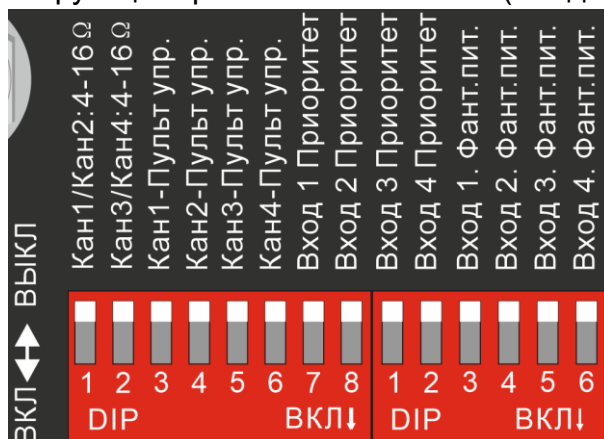 ВКЛ ↔ ВЫКЛ
Кан1/Кан2:4-16 Ω
Кан3/Кан4:4-16 Ω
Кан1-Пульт упр.
Кан2-Пульт упр.
Кан3-Пульт упр.
Кан4-Пульт упр.
Вход 1 Приоритет
Вход 2 Приоритет
Вход 3 Приоритет
Вход 4 Приоритет
Вход 1. Фант.пит.
Вход 2. Фант.пит.
Вход 3. Фант.пит.
Вход 4. Фант.пит.
1 2 3 4 5 6 7 8 1 2 3 4 5 6
DIP ВКЛ↓ DIP ВКЛ↓